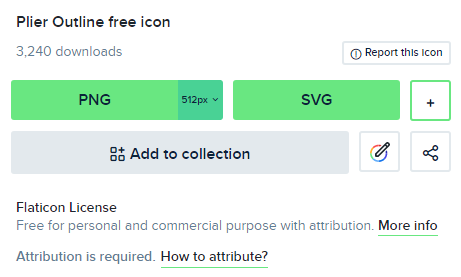 Plier Outline free icon
3,240 downloads
Report this icon
PNG 512px SVG +
Add to collection
Flaticon License
Free for personal and commercial purpose with attribution. More info
Attribution is required. How to attribute?